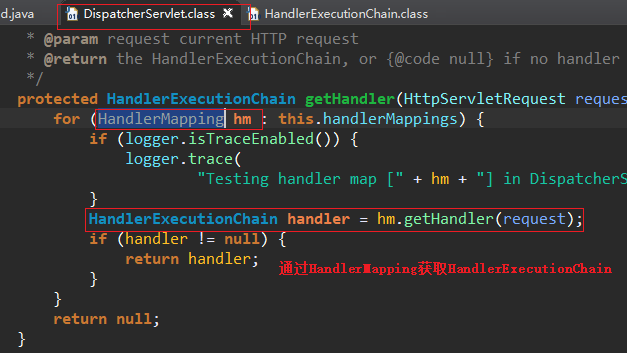 d.java DispatcherServlet.class HandlerExecutionChain.class
* @param request current HTTP request
* @return the HandlerExecutionChain, or {@code null} if no handler
*/
protected HandlerExecutionChain getHandler(HttpServletRequest reques
for (HandlerMapping hm : this.handlerMappings) {
if (logger.isTraceEnabled()) {
logger.trace(
"Testing handler map [" + hm + "] in DispatcherS
}
HandlerExecutionChain handler = hm.getHandler(request);
if (handler != null) {
return handler;
通过HandlerMapping获取HandlerExecutionChain
}
}
return null;
}